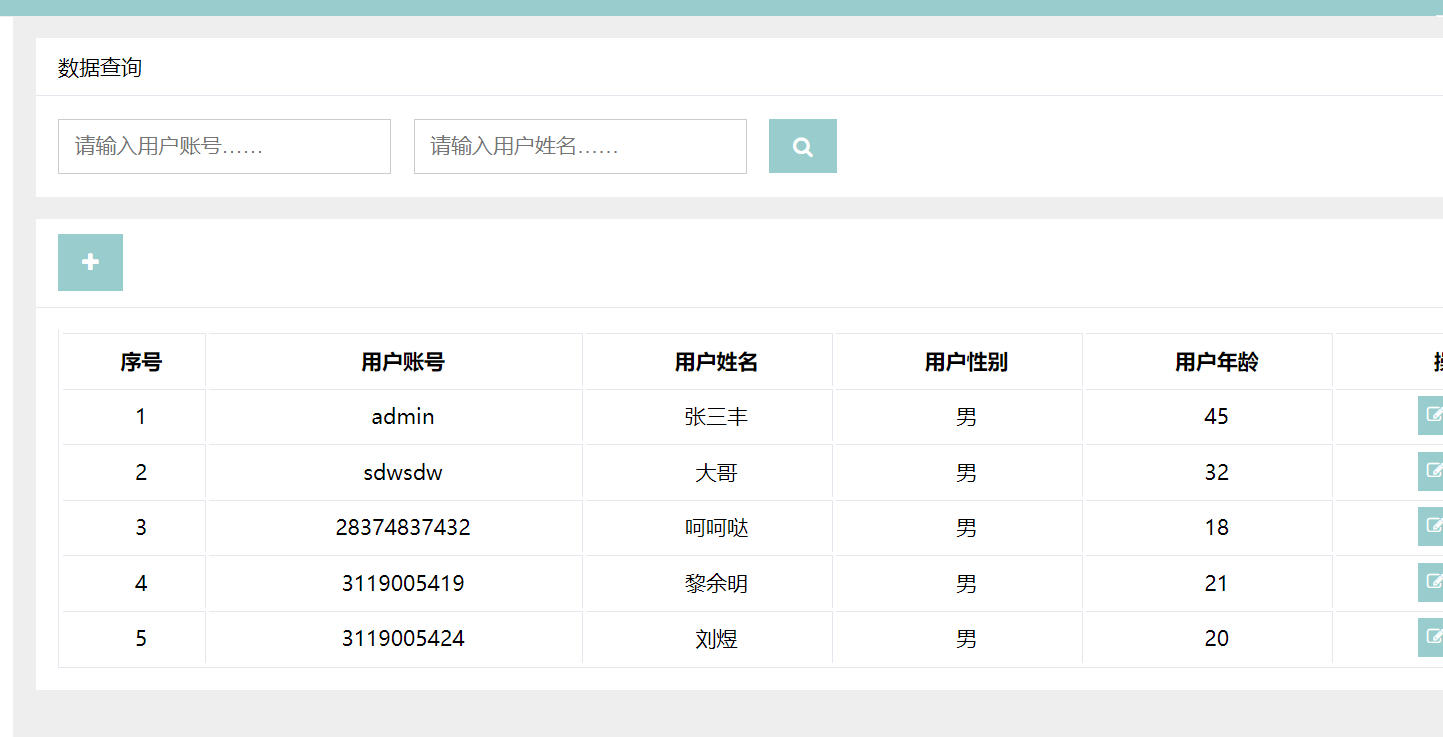 数据查询
请输入用户账号…… 请输入用户姓名……
序号 用户账号 用户姓名 用户性别 用户年龄
1 admin 张三丰 男 45
2 sdwsdw 大哥 男 32
3 28374837432 呵呵哒 男 18
4 3119005419 黎余明 男 21
5 3119005424 刘煜 男 20